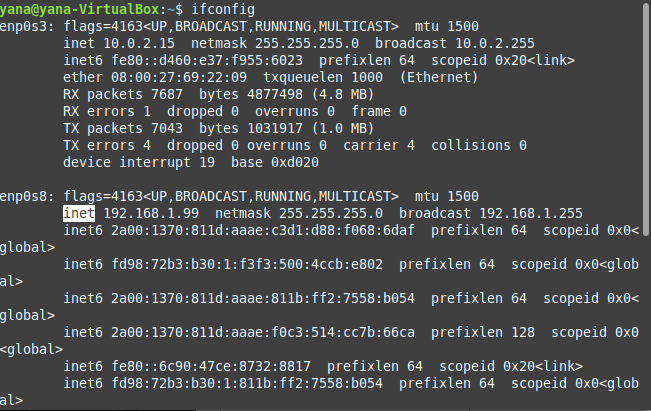 yana@yana-VirtualBox:~$ ifconfig
enp0s3: flags=4163<UP,BROADCAST,RUNNING,MULTICAST>  mtu 1500
        inet 10.0.2.15  netmask 255.255.255.0  broadcast 10.0.2.255
        inet6 fe80::d460:e37:f955:6023  prefixlen 64  scopeid 0x20<link>
        ether 08:00:27:69:22:09  txqueuelen 1000  (Ethernet)
        RX packets 7687  bytes 4877498 (4.8 MB)
        RX errors 1  dropped 0  overruns 0  frame 0
        TX packets 7043  bytes 1031917 (1.0 MB)
        TX errors 4  dropped 0 overruns 0  carrier 4  collisions 0
        device interrupt 19  base 0xd020
enp0s8: flags=4163<UP,BROADCAST,RUNNING,MULTICAST>  mtu 1500
        inet 192.168.1.99  netmask 255.255.255.0  broadcast 192.168.1.255
        inet6 2a00:1370:811d:aaae:c3d1:d88:f068:6daf  prefixlen 64  scopeid 0x0<
global>
        inet6 fd98:72b3:b30:1:f3f3:500:4ccb:e802  prefixlen 64  scopeid 0x0<glob
al>
        inet6 2a00:1370:811d:aaae:811b:ff2:7558:b054  prefixlen 64  scopeid 0x0<
global>
        inet6 2a00:1370:811d:aaae:f0c3:514:cc7b:66ca  prefixlen 128  scopeid 0x0
<global>
        inet6 fe80::6c90:47ce:8732:8817  prefixlen 64  scopeid 0x20<link>
        inet6 fd98:72b3:b30:1:811b:ff2:7558:b054  prefixlen 64  scopeid 0x0<glob
al>